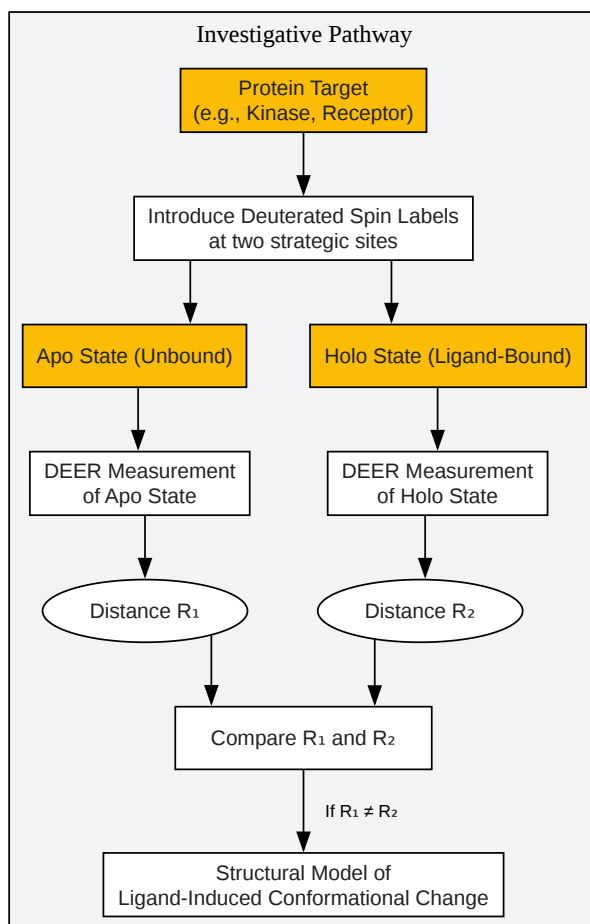 Investigative Pathway
Protein Target
(e.g., Kinase, Receptor)
Introduce Deuterated Spin Labels
at two strategic sites
Apo State (Unbound)
Holo State (Ligand-Bound)
DEER Measurement
of Apo State
DEER Measurement
of Holo State
Distance R₁
Distance R₂
Compare R₁ and R₂
If R₁ ≠ R₂
Structural Model of
Ligand-Induced Conformational Change